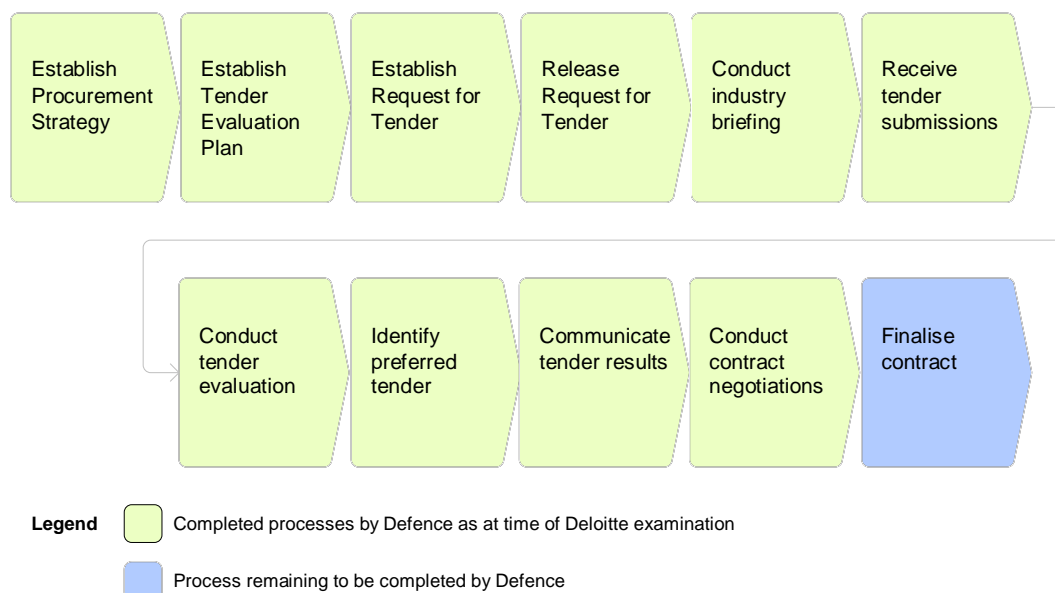 Establish
Procurement
Strategy
Establish
Tender
Evaluation
Plan
Establish
Request for
Tender
Release
Request for
Tender
Conduct
industry
briefing
Receive
tender
submissions
Conduct
tender
evaluation
Identify
preferred
tender
Communicate
tender results
Conduct
contract
negotiations
Finalise
contract
Legend
Completed processes by Defence as at time of Deloitte examination
Process remaining to be completed by Defence